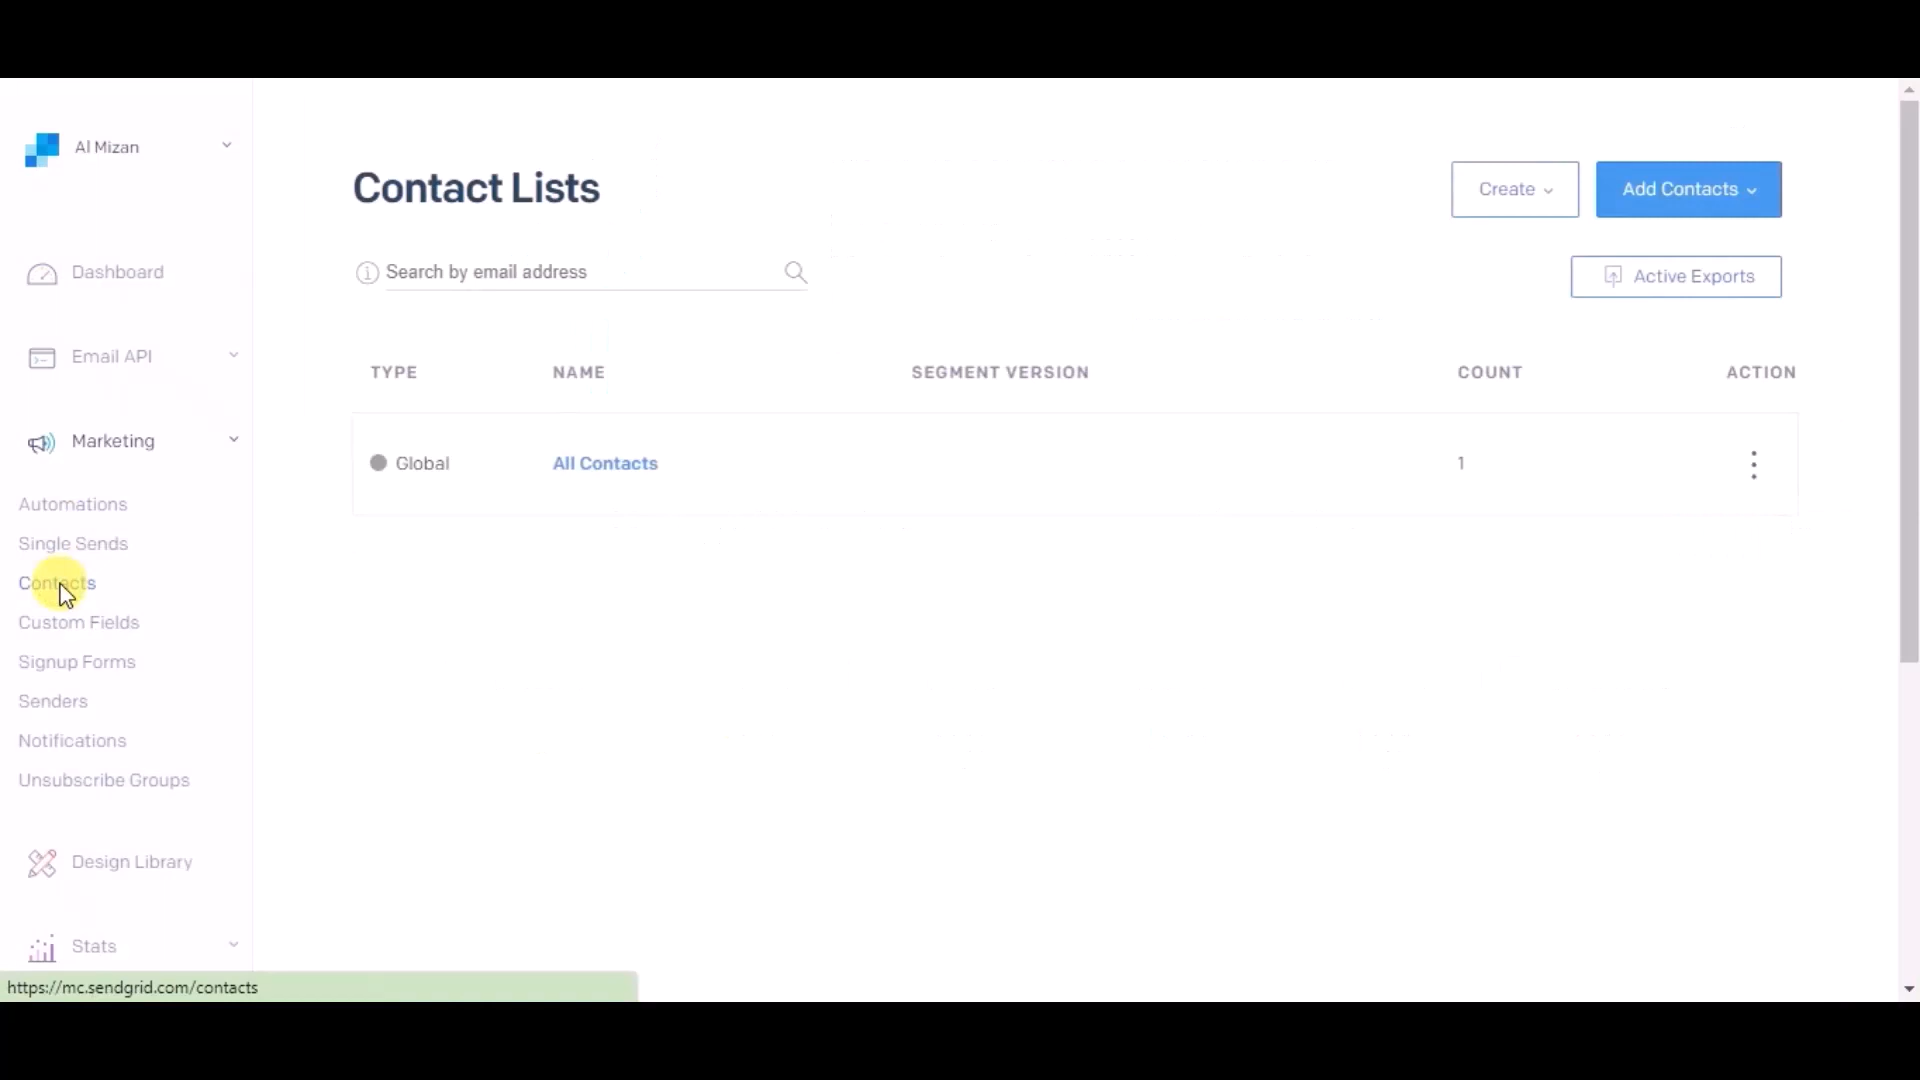 Al Mizan
Dashboard
Email API
Marketing
Automations
Single Sends
Contacts
Custom Fields
Signup Forms
Senders
Notifications
Unsubscribe Groups
Design Library
Stats
https://mc.sendgrid.com/contacts
Contact Lists
Create
Add Contacts
Search by email address
Active Exports
TYPE NAME SEGMENT VERSION COUNT ACTION
Global All Contacts 1